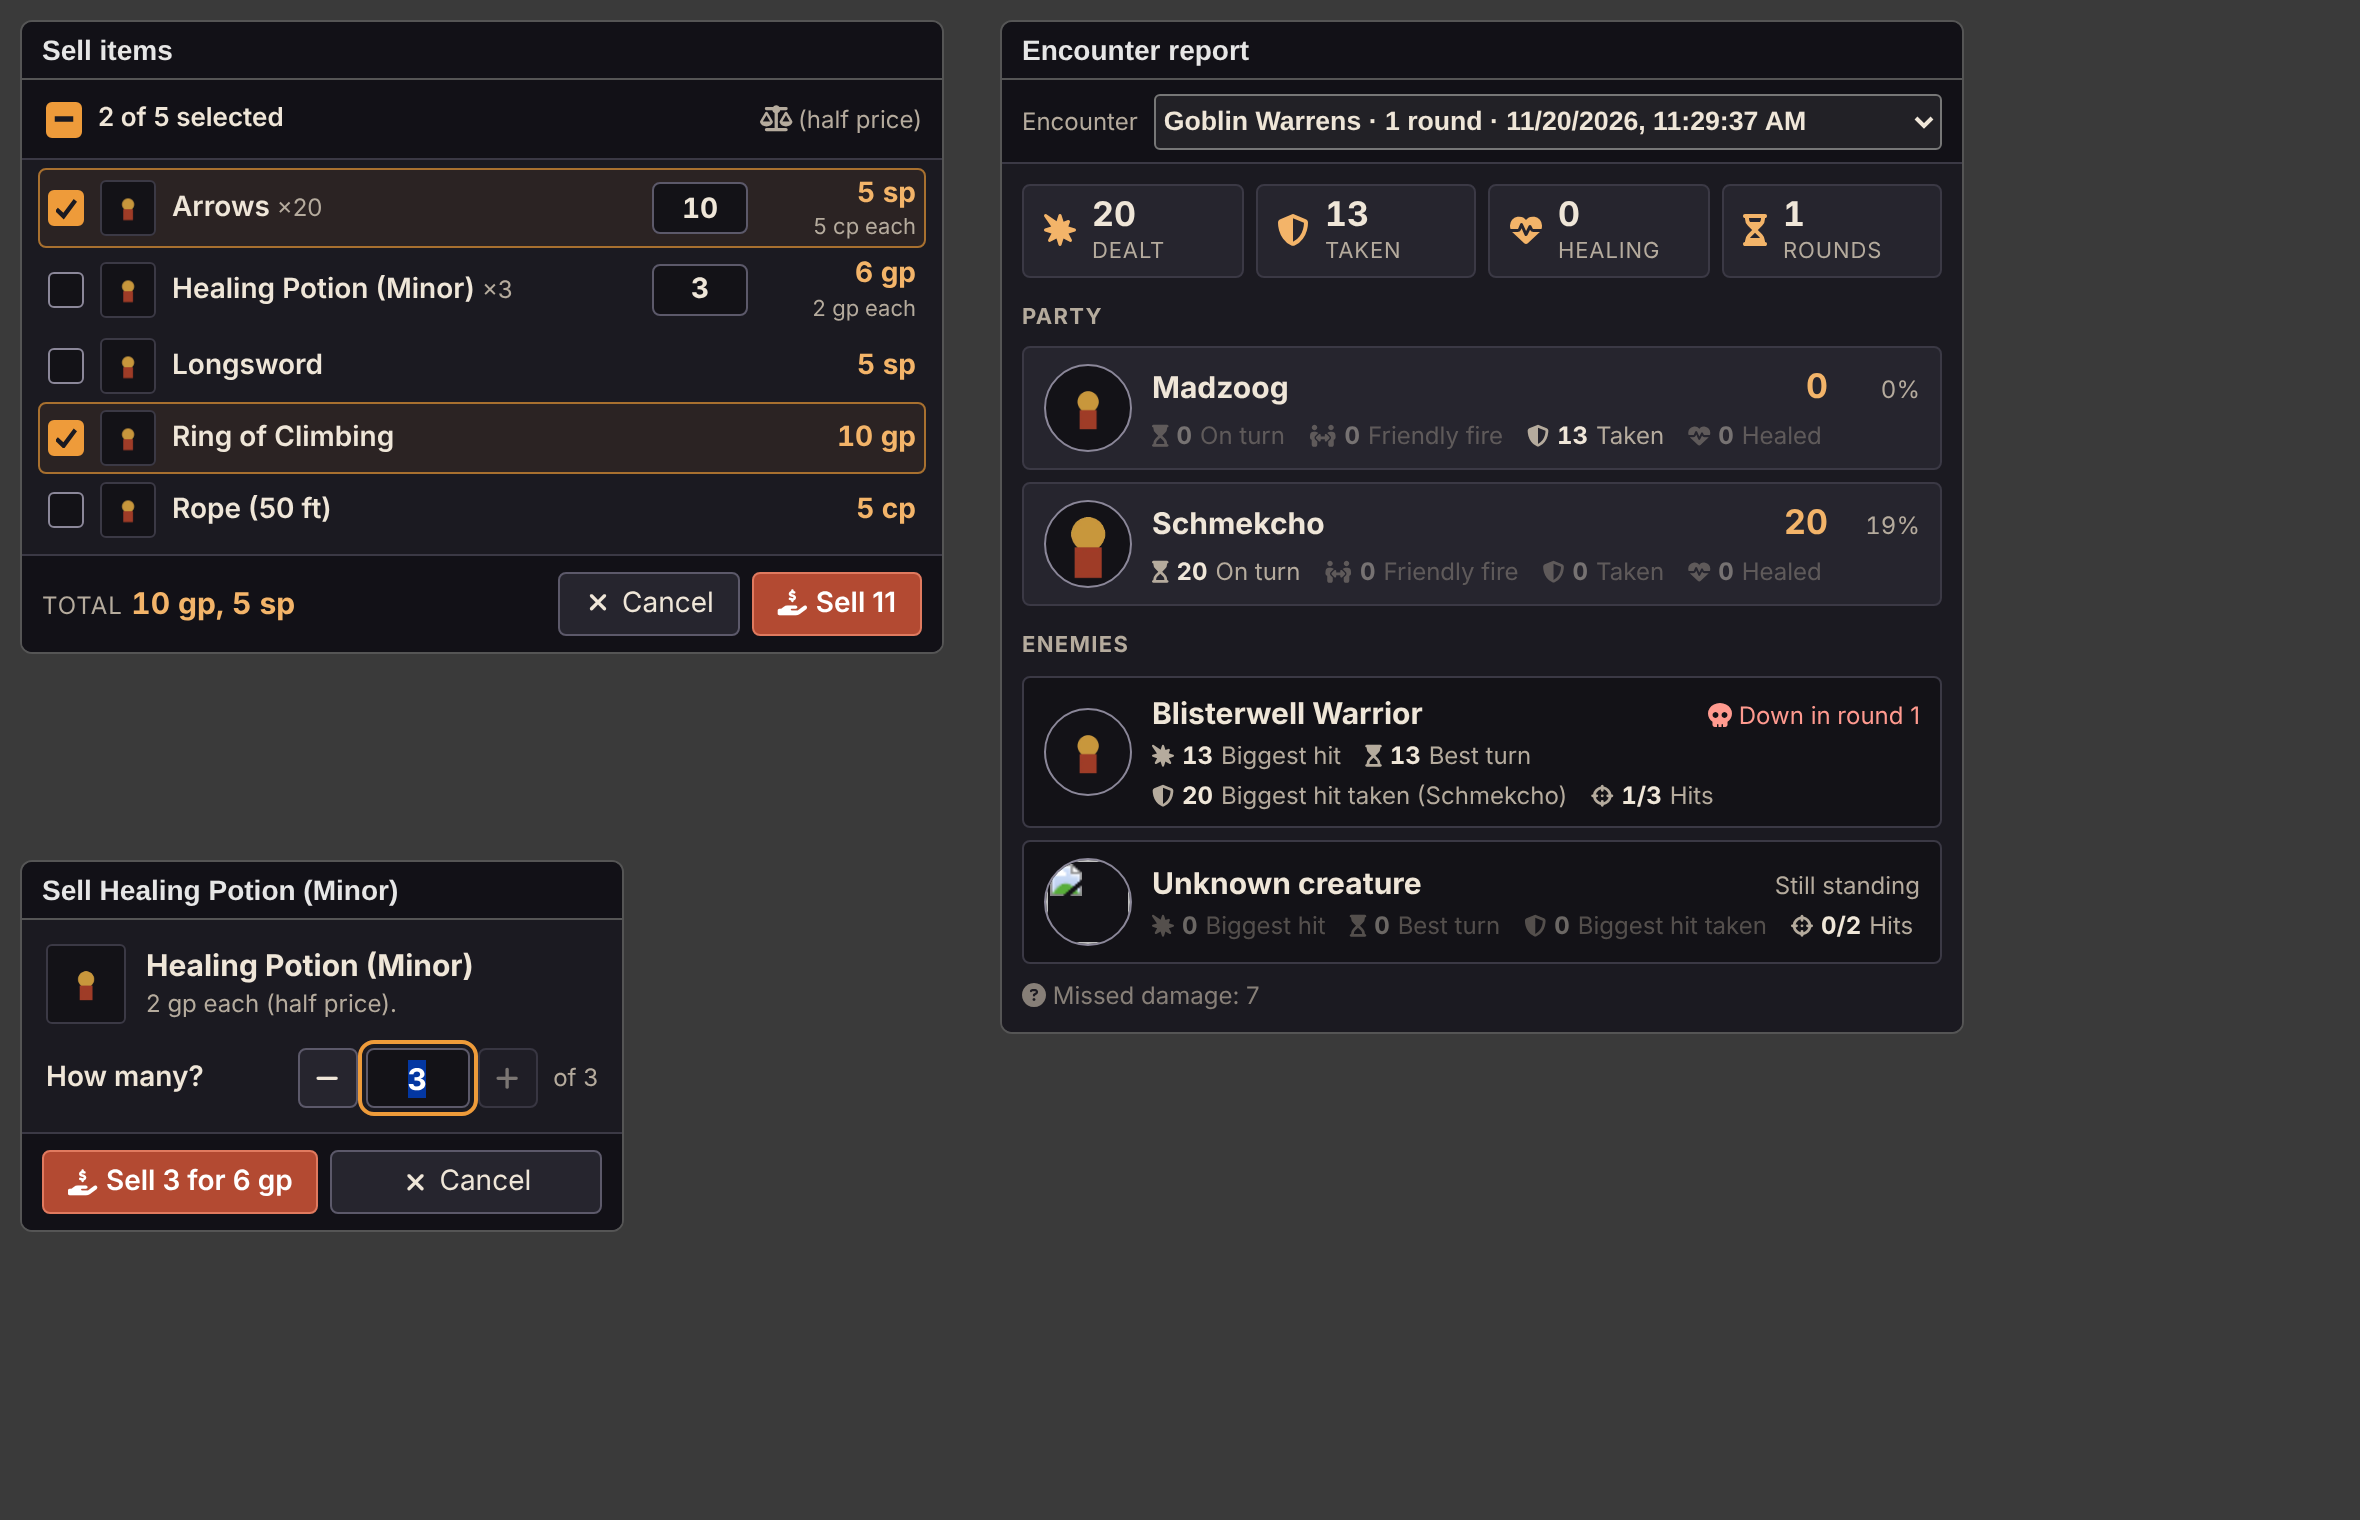 Sell items
2 of 5 selected
(half price)
Arrows ×20
10
5 sp
5 cp each
Healing Potion (Minor) ×3
3
6 gp
2 gp each
Longsword
5 sp
Ring of Climbing
10 gp
Rope (50 ft)
5 cp
TOTAL 10 gp, 5 sp
Cancel
Sell 11
Sell Healing Potion (Minor)
Healing Potion (Minor)
2 gp each (half price).
How many?
3
of 3
Sell 3 for 6 gp
Cancel
Encounter report
Encounter
Goblin Warrens · 1 round · 11/20/2026, 11:29:37 AM
20
DEALT
13
TAKEN
0
HEALING
1
ROUNDS
PARTY
Madzoog
0
0%
0 On turn
0 Friendly fire
13 Taken
0 Healed
Schmekcho
20
19%
20 On turn
0 Friendly fire
0 Taken
0 Healed
ENEMIES
Blisterwell Warrior
Down in round 1
13 Biggest hit
13 Best turn
20 Biggest hit taken (Schmekcho)
1/3 Hits
Unknown creature
Still standing
0 Biggest hit
0 Best turn
0 Biggest hit taken
0/2 Hits
Missed damage: 7